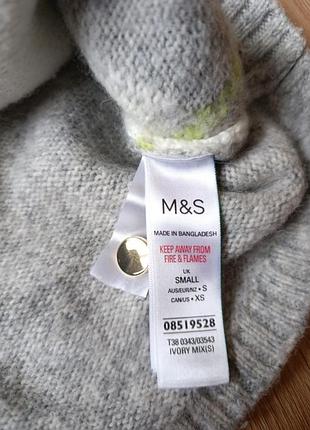 M&S
MADE IN BANGLADESH
KEEP AWAY FROM
FIRE & FLAMES
UK
SMALL
AUS/EUR/NZ • S
CAN/US • XS
08519528
T38 0343/03543
IVORY MIX(S)